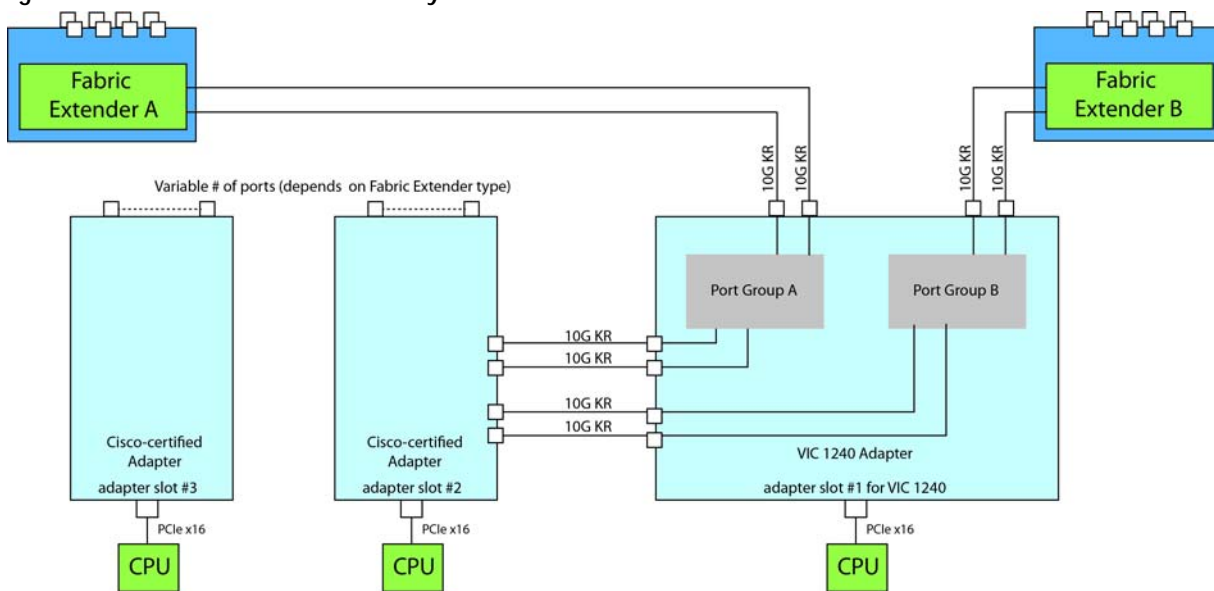 Fabric
Extender A
Fabric
Extender B
10G KR
10G KR
10G KR
10G KR
Variable # of ports (depends on Fabric Extender type)
Port Group A
Port Group B
10G KR
10G KR
10G KR
10G KR
Cisco-certified
Adapter
adapter slot #3
Cisco-certified
Adapter
adapter slot #2
VIC 1240 Adapter
adapter slot #1 for VIC 1240
PCIe x16
PCIe x16
PCIe x16
CPU
CPU
CPU